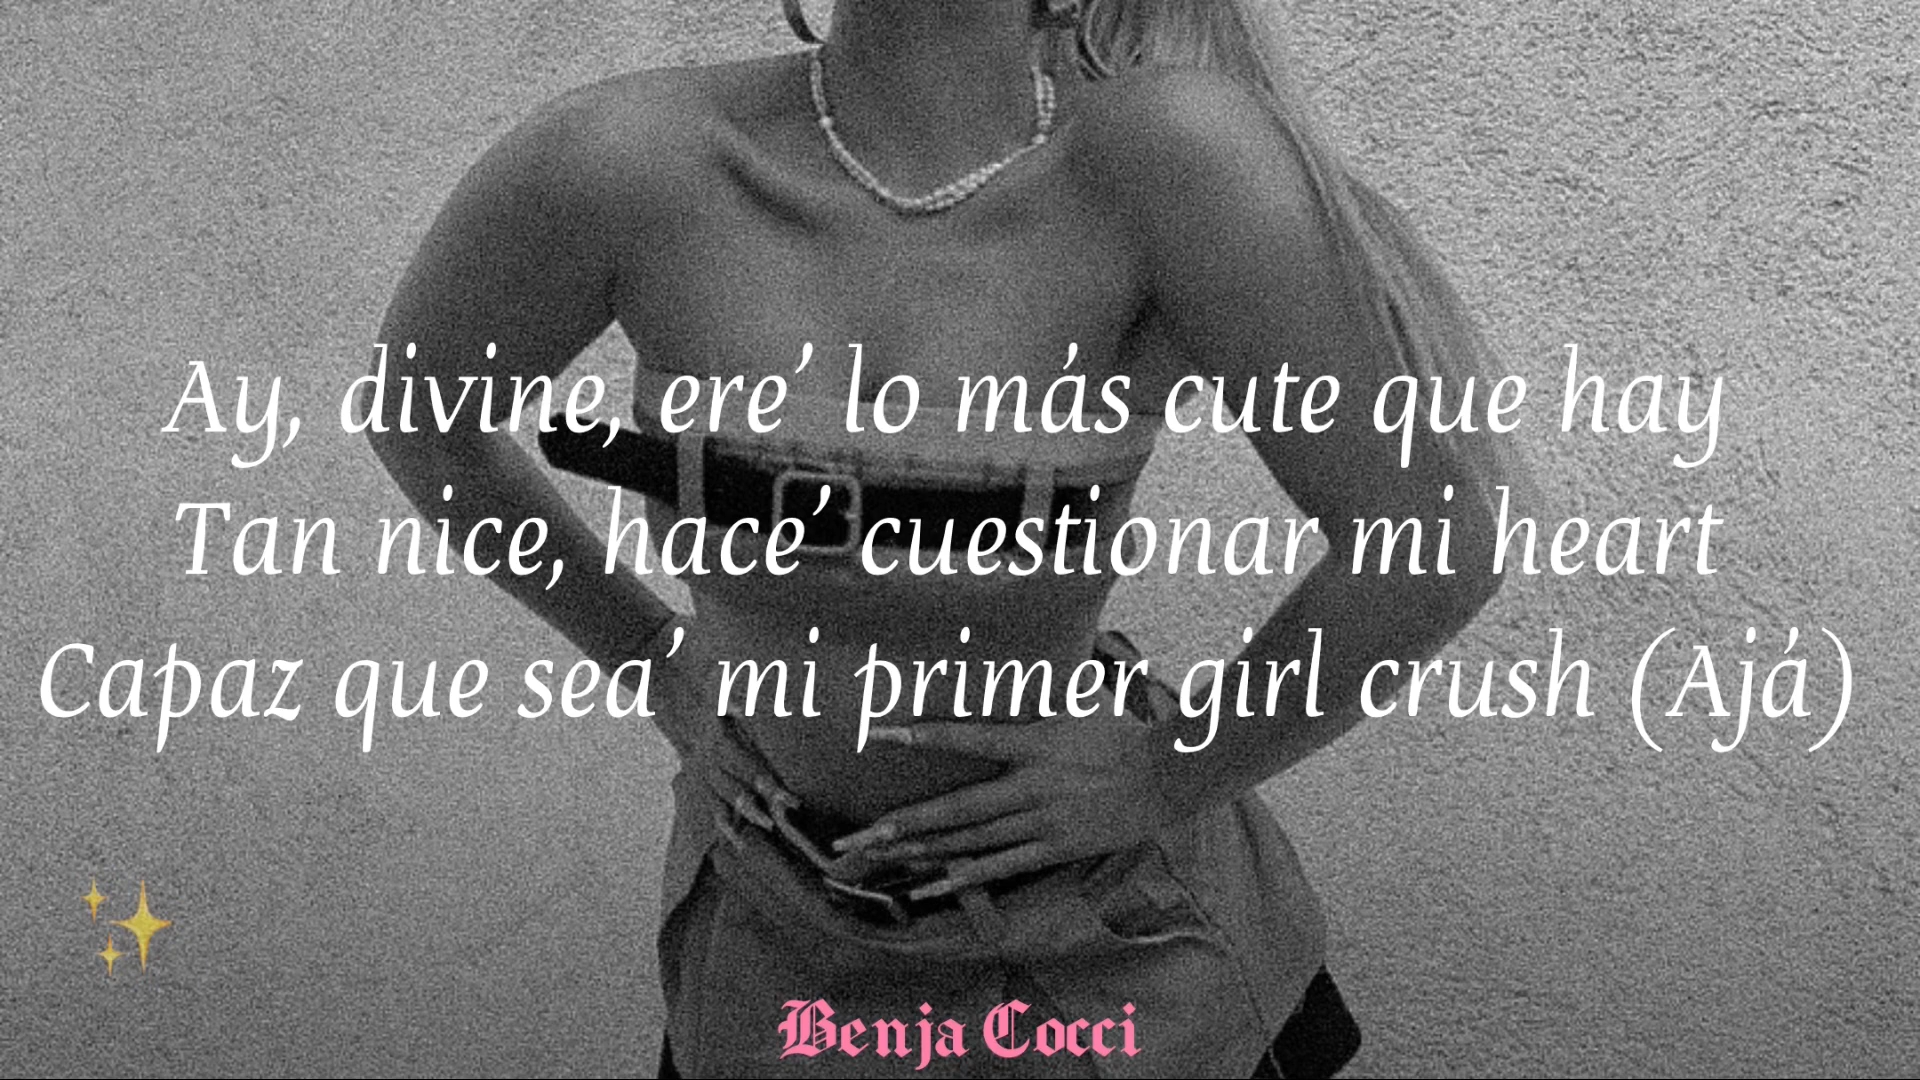 Ay, divine, ere’ lo más cute que hay
Tan nice, hace’ cuestionar mi heart
Capaz que sea’ mi primer girl crush (Ajá)
Benja Cocci